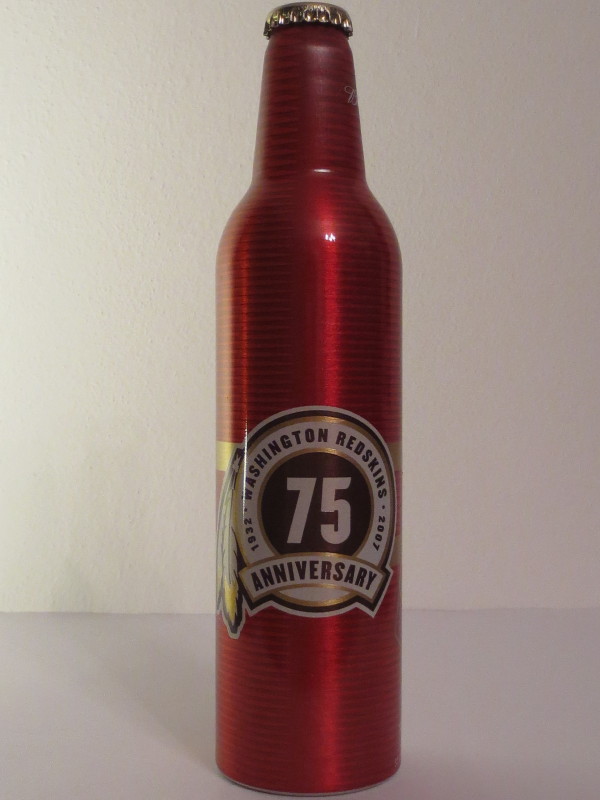 1932 · WASHINGTON REDSKINS · 2007
75
ANNIVERSARY